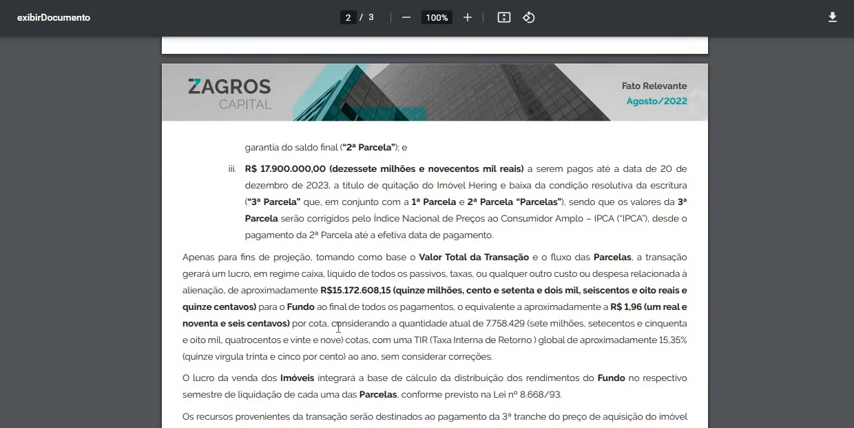 exibirDocumento
2 / 3
100%
ZAGROS
CAPITAL
Fato Relevante
Agosto/2022
garantia do saldo final (“2ª Parcela”); e
iii. R$ 17.900.000,00 (dezessete milhões e novecentos mil reais) a serem pagos até a data de 20 de
dezembro de 2023, a titulo de quitação do Imóvel Hering e baixa da condição resolutiva da escritura
(“3ª Parcela” que, em conjunto com a 1ª Parcela e 2ª Parcela “Parcelas”), sendo que os valores da 3ª
Parcela serão corrigidos pelo Índice Nacional de Preços ao Consumidor Amplo – IPCA (“IPCA”), desde o
pagamento da 2ª Parcela até a efetiva data de pagamento.
Apenas para fins de projeção, tomando como base o Valor Total da Transação e o fluxo das Parcelas, a transação
gerará um lucro, em regime caixa, líquido de todos os passivos, taxas, ou qualquer outro custo ou despesa relacionada à
alienação, de aproximadamente R$15.172.608,15 (quinze milhões, cento e setenta e dois mil, seiscentos e oito reais e
quinze centavos) para o Fundo ao final de todos os pagamentos, o equivalente a aproximadamente a R$ 1,96 (um real e
noventa e seis centavos) por cota, considerando a quantidade atual de 7.758.429 (sete milhões, setecentos e cinquenta
e oito mil, quatrocentos e vinte e nove) cotas, com uma TIR (Taxa Interna de Retorno ) global de aproximadamente 15,35%
(quinze vírgula trinta e cinco por cento) ao ano, sem considerar correções.
O lucro da venda dos Imóveis integrará a base de cálculo da distribuição dos rendimentos do Fundo no respectivo
semestre de liquidação de cada uma das Parcelas, conforme previsto na Lei nº 8.668/93.
Os recursos provenientes da transação serão destinados ao pagamento da 3ª tranche do preço de aquisição do imóvel